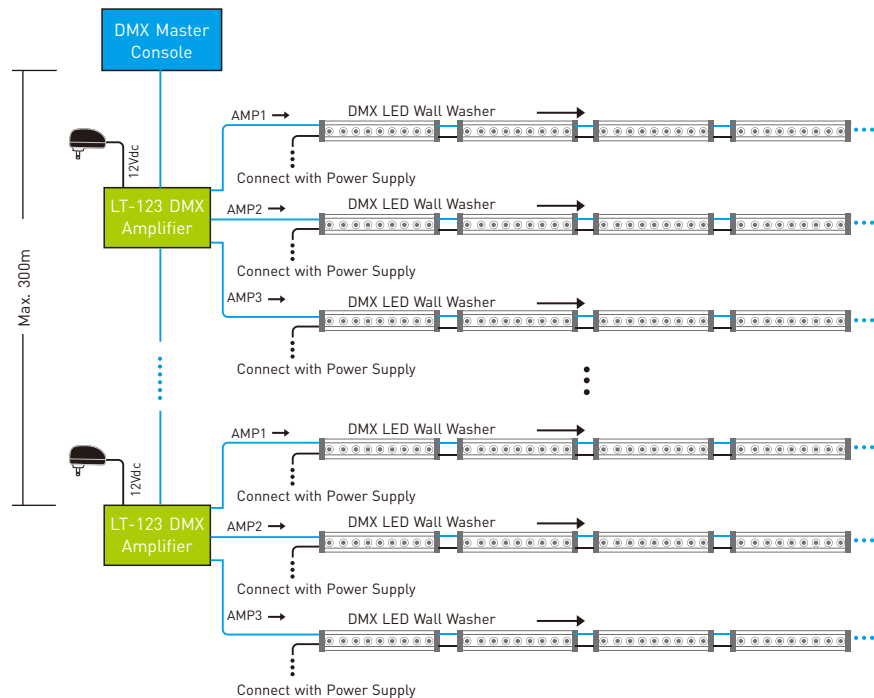 DMX Master
Console
AMP1
DMX LED Wall Washer
12Vdc
Connect with Power Supply
LT-123 DMX
Amplifier
AMP2
DMX LED Wall Washer
Connect with Power Supply
Max. 300m
AMP3
DMX LED Wall Washer
Connect with Power Supply
AMP1
DMX LED Wall Washer
12Vdc
Connect with Power Supply
LT-123 DMX
Amplifier
AMP2
DMX LED Wall Washer
Connect with Power Supply
AMP3
DMX LED Wall Washer
Connect with Power Supply